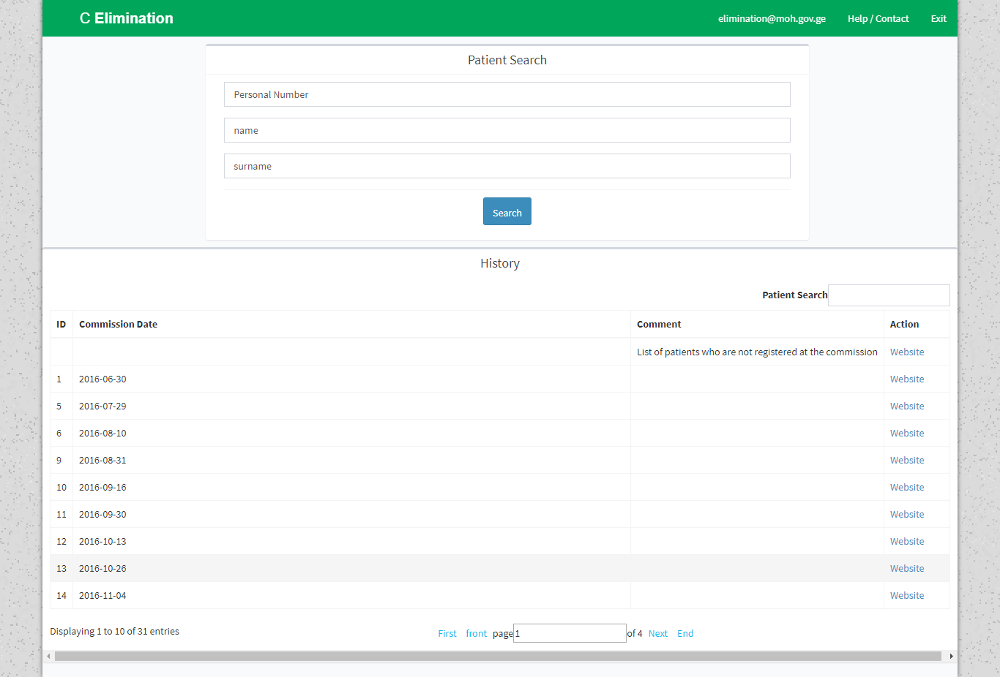 C Elimination elimination@moh.gov.ge Help / Contact Exit
Patient Search
Personal Number
name
surname
Search
History
Patient Search
ID Commission Date Comment Action
List of patients who are not registered at the commission Website
1 2016-06-30 Website
5 2016-07-29 Website
6 2016-08-10 Website
9 2016-08-31 Website
10 2016-09-16 Website
11 2016-09-30 Website
12 2016-10-13 Website
13 2016-10-26 Website
14 2016-11-04 Website
Displaying 1 to 10 of 31 entries First front page 1 of 4 Next End